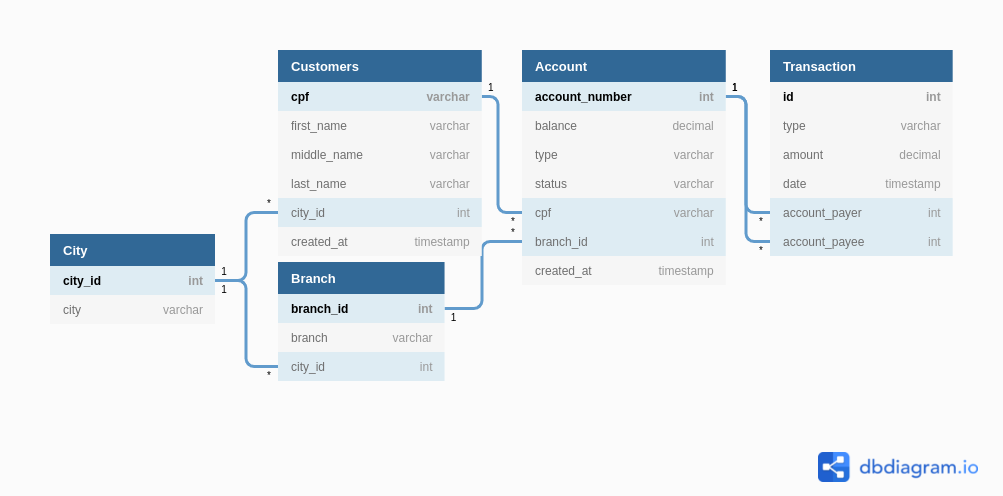 Customers
cpf varchar
first_name varchar
middle_name varchar
last_name varchar
city_id int
created_at timestamp
Account
account_number int
balance decimal
type varchar
status varchar
cpf varchar
branch_id int
created_at timestamp
Transaction
id int
type varchar
amount decimal
date timestamp
account_payer int
account_payee int
City
city_id int
city varchar
Branch
branch_id int
branch varchar
city_id int
1
1
*
*
1
*
1
*
1
*
*
dbdiagram.io